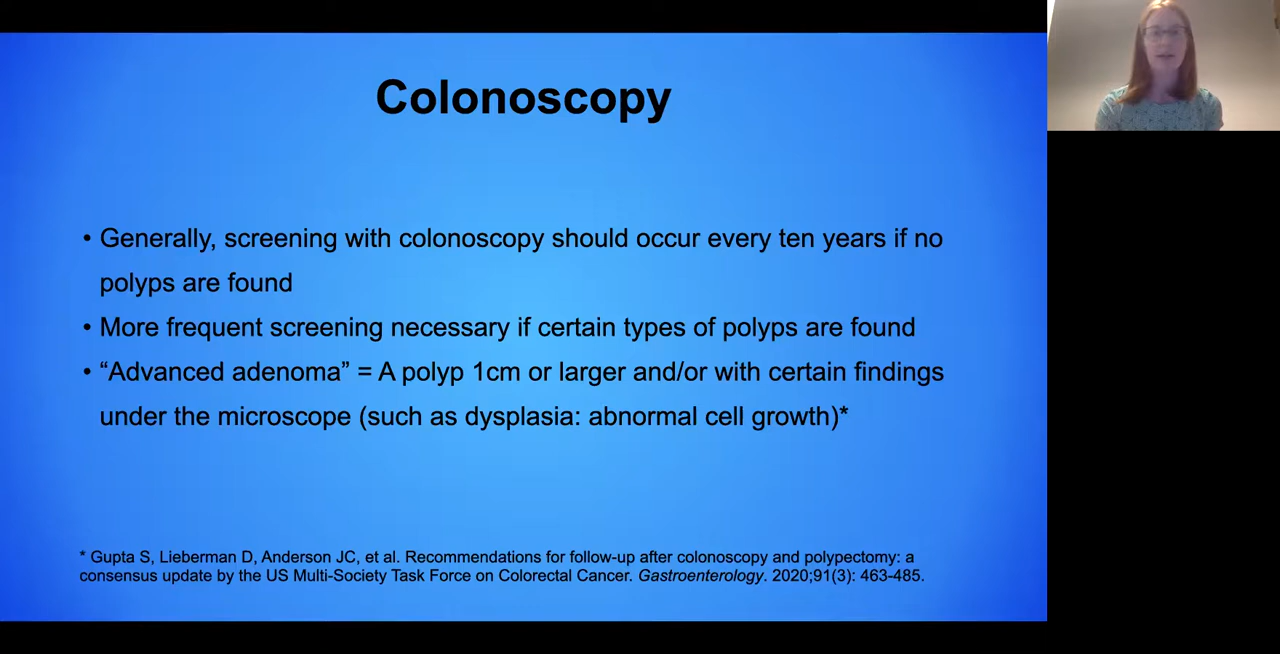 Colonoscopy
• Generally, screening with colonoscopy should occur every ten years if no
polyps are found
• More frequent screening necessary if certain types of polyps are found
• “Advanced adenoma” = A polyp 1cm or larger and/or with certain findings
under the microscope (such as dysplasia: abnormal cell growth)*
* Gupta S, Lieberman D, Anderson JC, et al. Recommendations for follow-up after colonoscopy and polypectomy: a
consensus update by the US Multi-Society Task Force on Colorectal Cancer. Gastroenterology. 2020;91(3): 463-485.